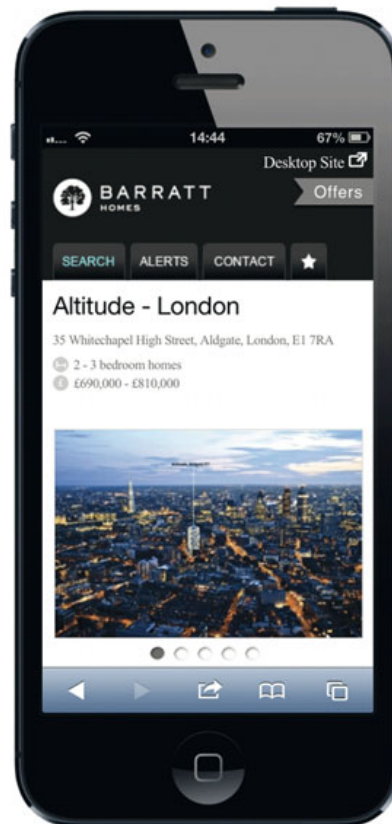 14:44 67%
Desktop Site
BARRATT
HOMES
Offers
SEARCH ALERTS CONTACT
Altitude - London
35 Whitechapel High Street, Aldgate, London, E1 7RA
2 - 3 bedroom homes
£690,000 - £810,000